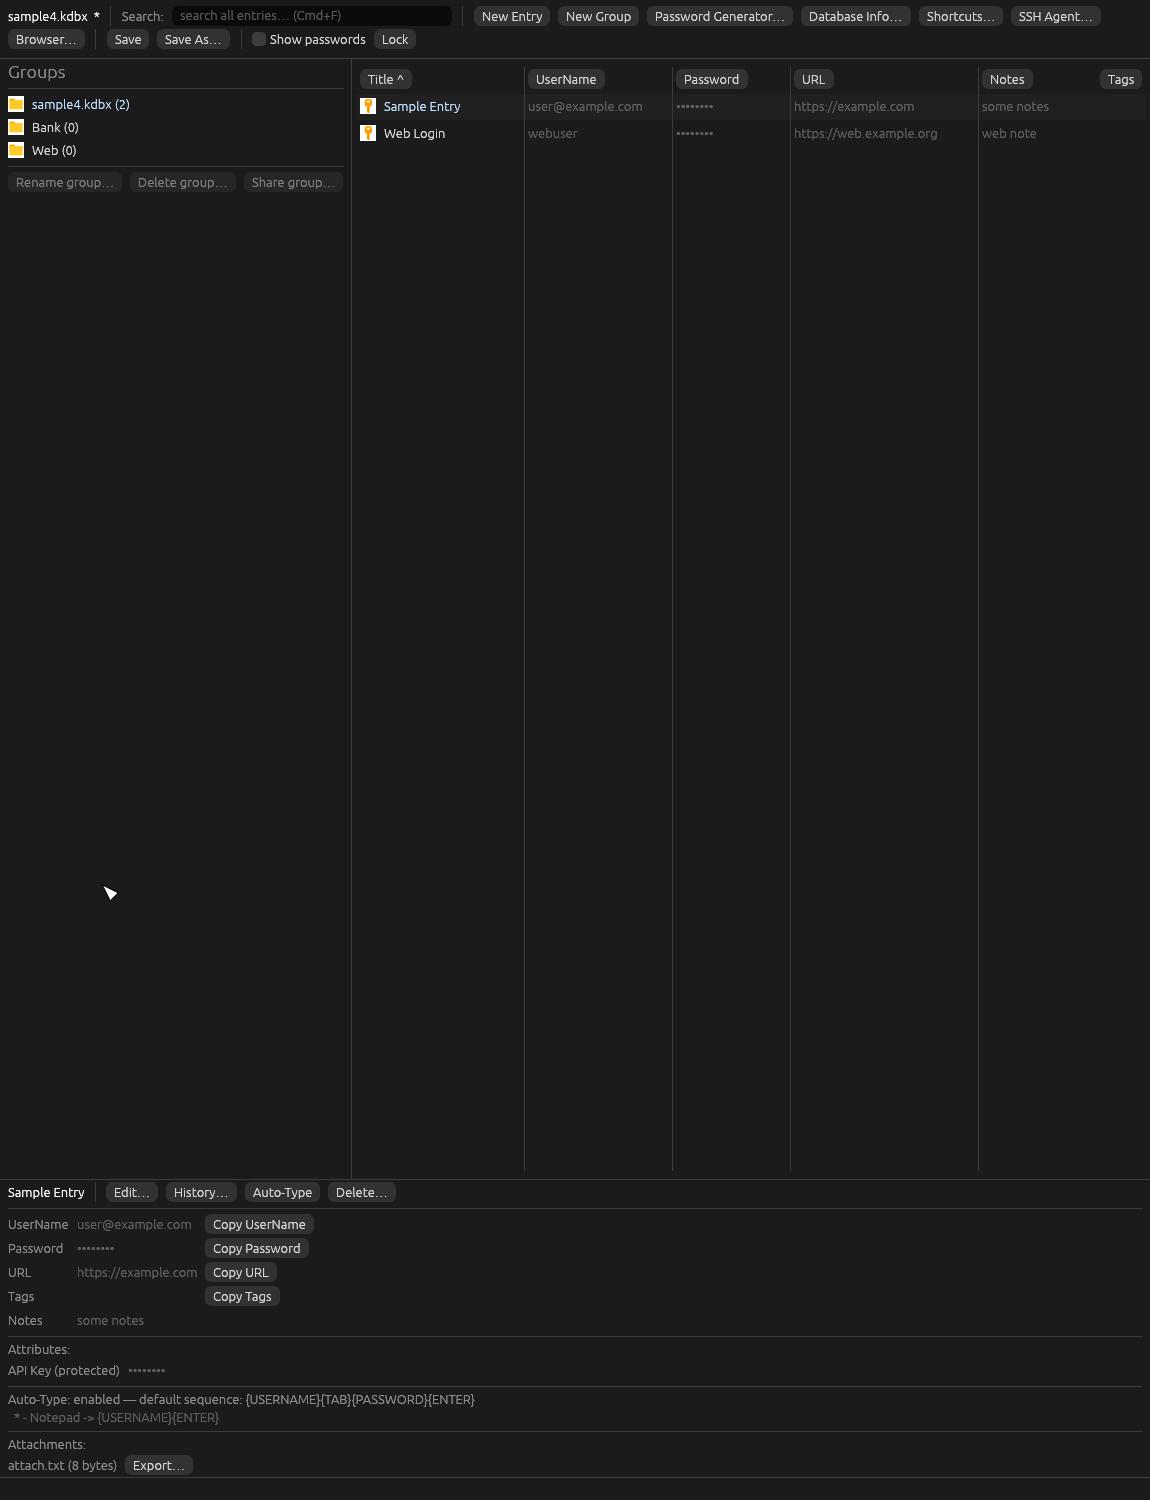 sample4.kdbx * Search: search all entries... (Cmd+F) New Entry New Group Password Generator... Database Info... Shortcuts... SSH Agent...
Browser... Save Save As... Show passwords Lock
Groups
sample4.kdbx (2)
Bank (0)
Web (0)
Rename group... Delete group... Share group...
Title ^ UserName Password URL Notes Tags
Sample Entry user@example.com •••••••• https://example.com some notes
Web Login webuser •••••••• https://web.example.org web note
Sample Entry Edit... History... Auto-Type Delete...
UserName user@example.com Copy UserName
Password •••••••• Copy Password
URL https://example.com Copy URL
Tags Copy Tags
Notes some notes
Attributes:
API Key (protected) ••••••••
Auto-Type: enabled — default sequence: {USERNAME}{TAB}{PASSWORD}{ENTER}
* - Notepad -> {USERNAME}{ENTER}
Attachments:
attach.txt (8 bytes) Export...